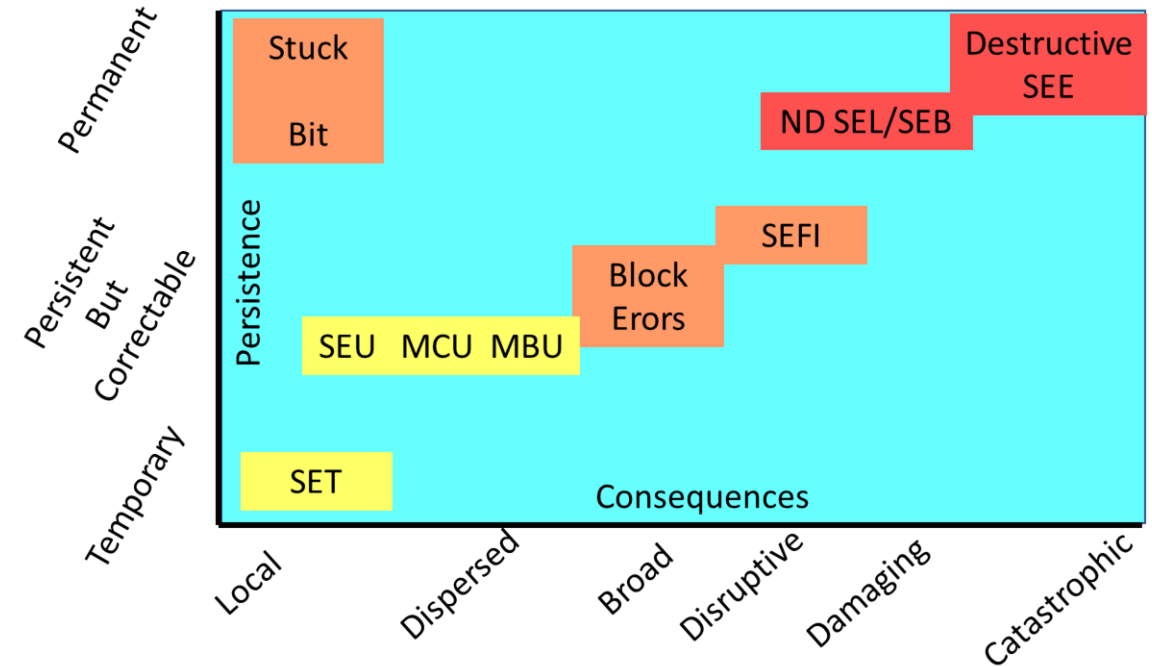 Permanent
Persistent
But
Correctable
Temporary
Persistence
Stuck
Bit
Destructive
SEE
ND SEL/SEB
SEFI
Block
Erors
SEU MCU MBU
SET
Consequences
Local
Dispersed
Broad
Disruptive
Damaging
Catastrophic